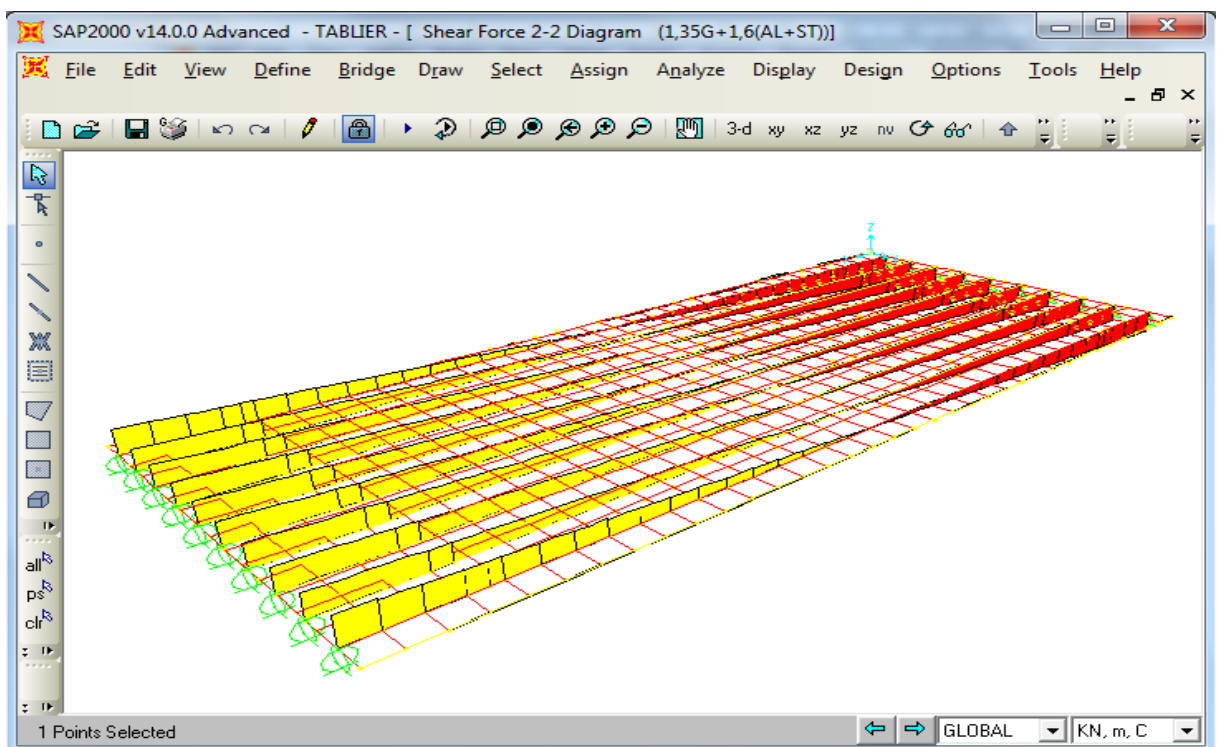 SAP2000 v14.0.0 Advanced - TABLIER - [ Shear Force 2-2 Diagram (1,35G+1,6(AL+ST))]
File Edit View Define Bridge Draw Select Assign Analyze Display Design Options Tools Help
3-d xy xz yz nv
Z
all
ps
clr
1 Points Selected GLOBAL KN, m, C